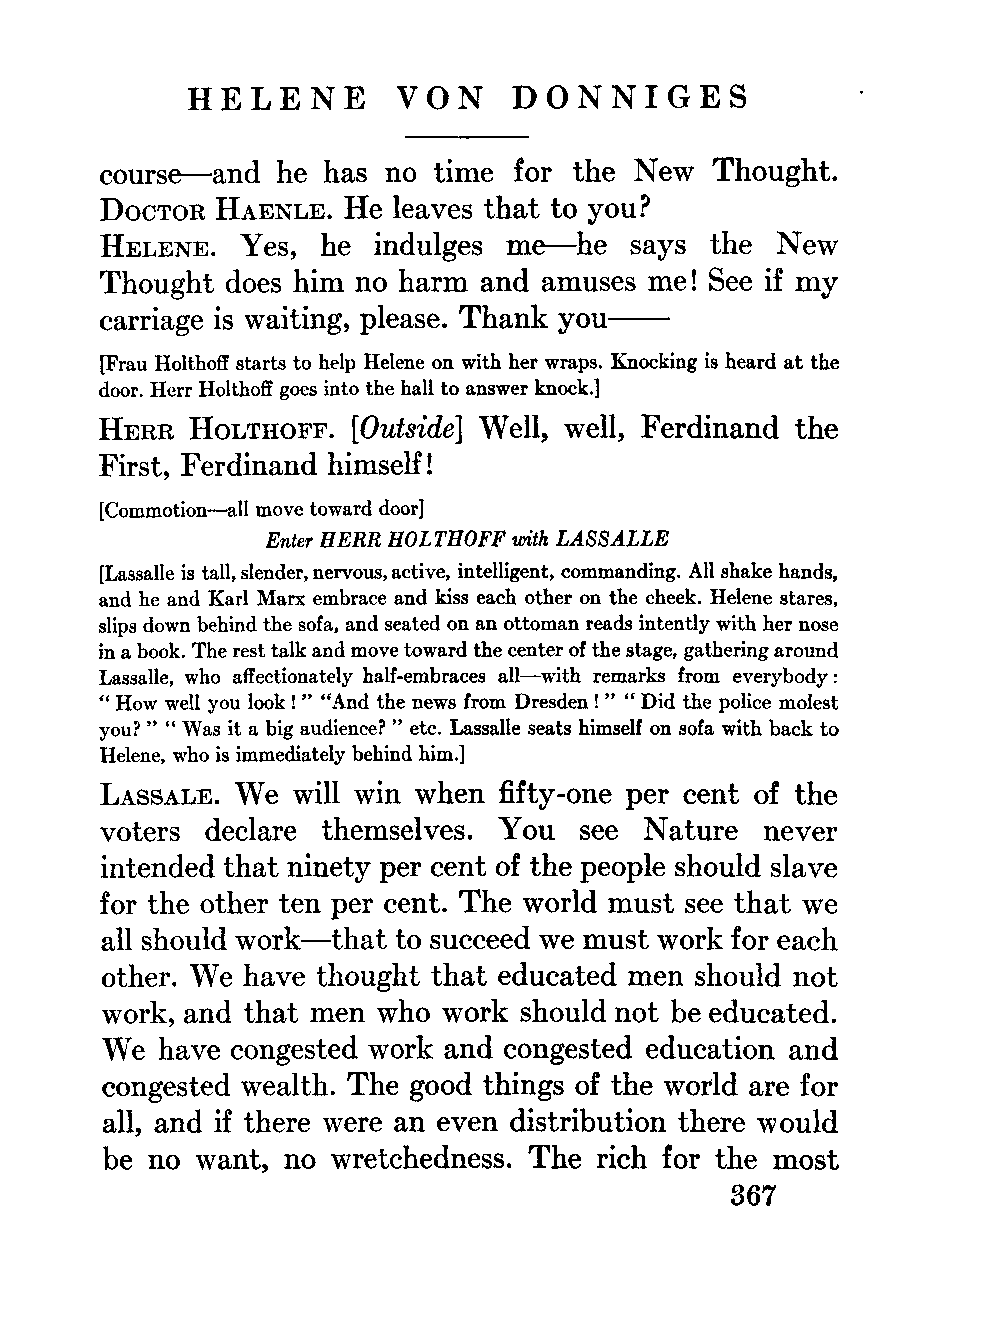 HELENE VON DONNIGES
course—and he has no time for the New Thought.
DOCTOR HAENLE. He leaves that to you?
HELENE. Yes, he indulges me—he says the New
Thought does him no harm and amuses me! See if my
carriage is waiting, please. Thank you——
[Frau Holthoff starts to help Helene on with her wraps. Knocking is heard at the
door. Herr Holthoff goes into the hall to answer knock.]
HERR HOLTHOFF. [Outside] Well, well, Ferdinand the
First, Ferdinand himself!
[Commotion—all move toward door]
Enter HERR HOLTHOFF with LASSALLE
[Lassalle is tall, slender, nervous, active, intelligent, commanding. All shake hands,
and he and Karl Marx embrace and kiss each other on the cheek. Helene stares,
slips down behind the sofa, and seated on an ottoman reads intently with her nose
in a book. The rest talk and move toward the center of the stage, gathering around
Lassalle, who affectionately half-embraces all—with remarks from everybody:
" How well you look ! " "And the news from Dresden ! " " Did the police molest
you? " " Was it a big audience? " etc. Lassalle seats himself on sofa with back to
Helene, who is immediately behind him.]
LASSALE. We will win when fifty-one per cent of the
voters declare themselves. You see Nature never
intended that ninety per cent of the people should slave
for the other ten per cent. The world must see that we
all should work—that to succeed we must work for each
other. We have thought that educated men should not
work, and that men who work should not be educated.
We have congested work and congested education and
congested wealth. The good things of the world are for
all, and if there were an even distribution there would
be no want, no wretchedness. The rich for the most
367